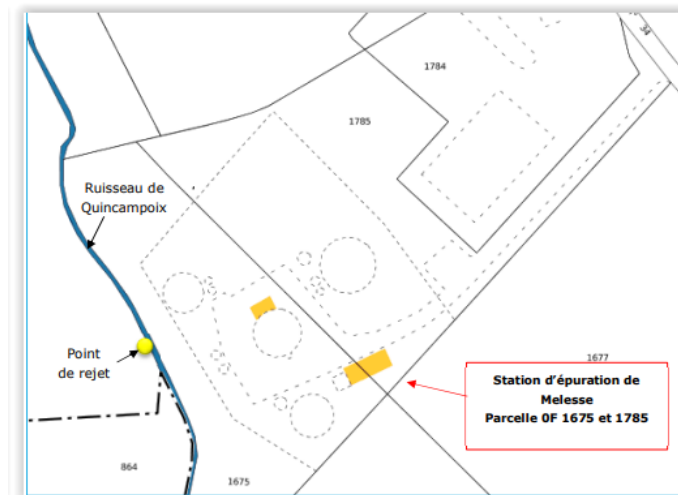 34
1784
1785
Ruisseau de
Quincampoix
Point
de rejet
1677
Station d'épuration de
Melesse
Parcelle 0F 1675 et 1785
864
1675